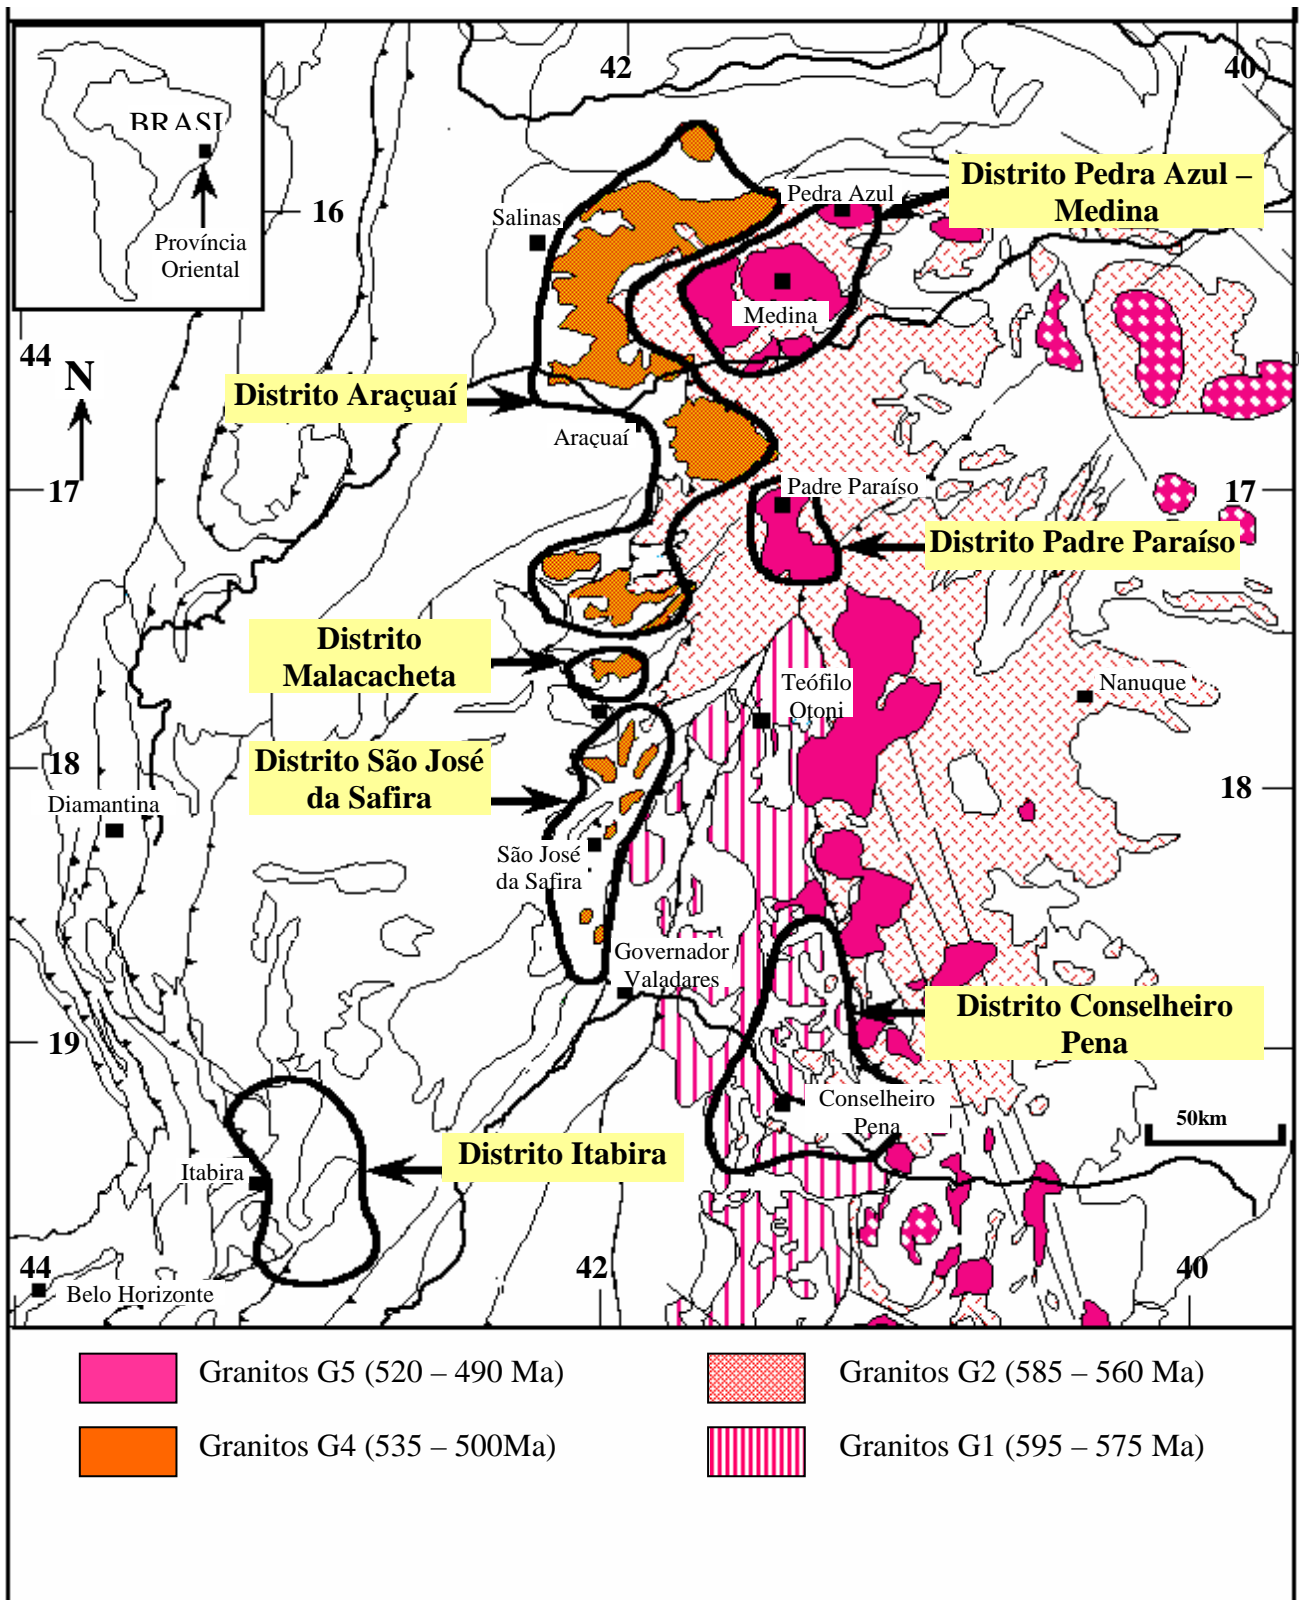 42
40
BRASIL
Província
Oriental
16
Salinas
Pedra Azul
Distrito Pedra Azul –
Medina
Medina
44
N
Distrito Araçuaí
Araçuaí
17
Padre Paraíso
17
Distrito Padre Paraíso
Distrito
Malacacheta
Teófilo
Otoni
Nanuque
18
Distrito São José
da Safira
18
Diamantina
São José
da Safira
Governador
Valadares
Distrito Conselheiro
Pena
19
Conselheiro
Pena
50km
Distrito Itabira
Itabira
44
42
40
Belo Horizonte
Granitos G5 (520 – 490 Ma)
Granitos G2 (585 – 560 Ma)
Granitos G4 (535 – 500Ma)
Granitos G1 (595 – 575 Ma)